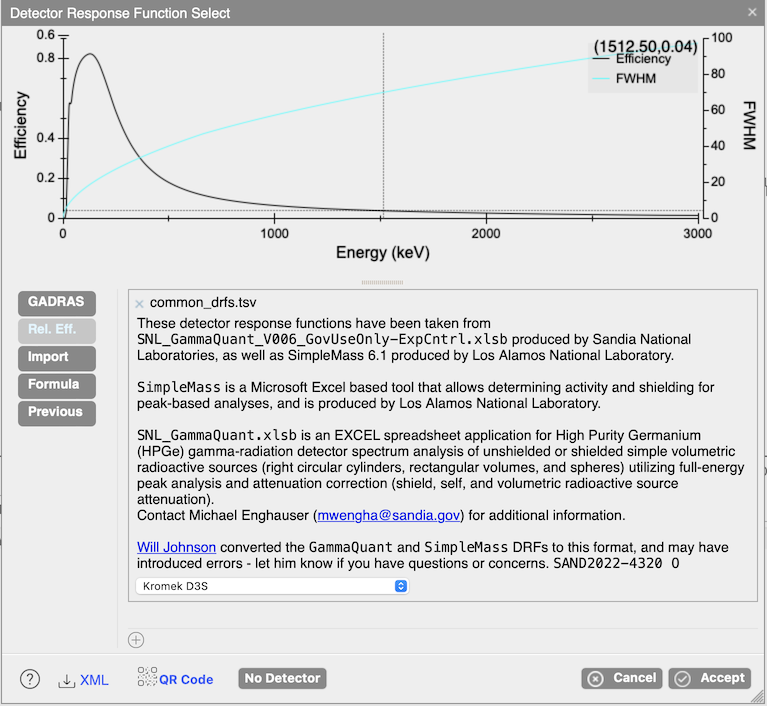 Detector Response Function Select
×
0.6
0.8
0.4
0.2
0
Efficiency
0
1000
2000
3000
Energy (keV)
100
80
60
40
20
0
FWHM
(1512.50,0.04)
Efficiency
FWHM
GADRAS
Rel. Eff.
Import
Formula
Previous
× common_drfs.tsv
These detector response functions have been taken from
SNL_GammaQuant_V006_GovUseOnly-ExpCntrl.xlsb produced by Sandia National
Laboratories, as well as SimpleMass 6.1 produced by Los Alamos National Laboratory.
SimpleMass is a Microsoft Excel based tool that allows determining activity and shielding for
peak-based analyses, and is produced by Los Alamos National Laboratory.
SNL_GammaQuant.xlsb is an EXCEL spreadsheet application for High Purity Germanium
(HPGe) gamma-radiation detector spectrum analysis of unshielded or shielded simple volumetric
radioactive sources (right circular cylinders, rectangular volumes, and spheres) utilizing full-energy
peak analysis and attenuation correction (shield, self, and volumetric radioactive source
attenuation).
Contact Michael Enghauser (mwengha@sandia.gov) for additional information.
Will Johnson converted the GammaQuant and SimpleMass DRFs to this format, and may have
introduced errors - let him know if you have questions or concerns. SAND2022-4320 O
Kromek D3S
?
XML
QR Code
No Detector
Cancel
Accept